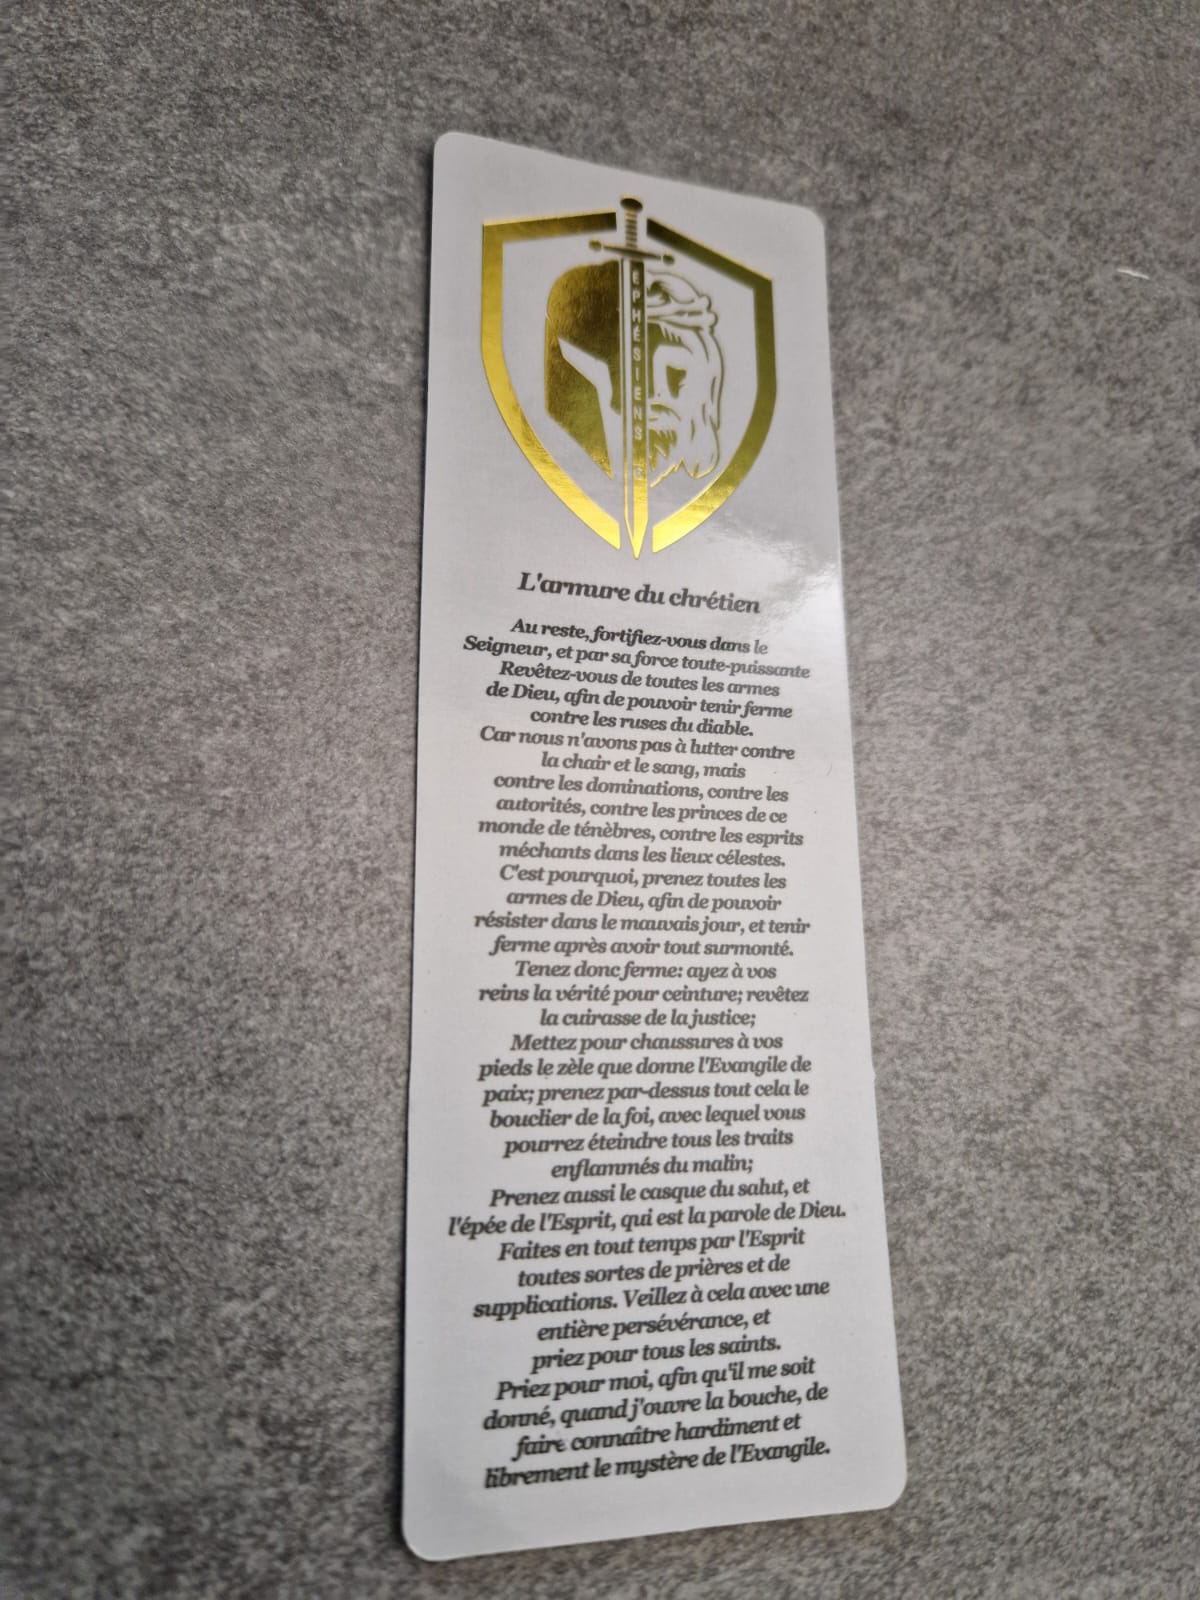 ÉPHÉSIENS 6
L'armure du chrétien
Au reste, fortifiez-vous dans le
Seigneur, et par sa force toute-puissante
Revêtez-vous de toutes les armes
de Dieu, afin de pouvoir tenir ferme
contre les ruses du diable.
Car nous n'avons pas à lutter contre
la chair et le sang, mais
contre les dominations, contre les
autorités, contre les princes de ce
monde de ténèbres, contre les esprits
méchants dans les lieux célestes.
C'est pourquoi, prenez toutes les
armes de Dieu, afin de pouvoir
résister dans le mauvais jour, et tenir
ferme après avoir tout surmonté.
Tenez donc ferme: ayez à vos
reins la vérité pour ceinture; revêtez
la cuirasse de la justice;
Mettez pour chaussures à vos
pieds le zèle que donne l'Evangile de
paix; prenez par-dessus tout cela le
bouclier de la foi, avec lequel vous
pourrez éteindre tous les traits
enflammés du malin;
Prenez aussi le casque du salut, et
l'épée de l'Esprit, qui est la parole de Dieu.
Faites en tout temps par l'Esprit
toutes sortes de prières et de
supplications. Veillez à cela avec une
entière persévérance, et
priez pour tous les saints.
Priez pour moi, afin qu'il me soit
donné, quand j'ouvre la bouche, de
faire connaître hardiment et
librement le mystère de l'Evangile.